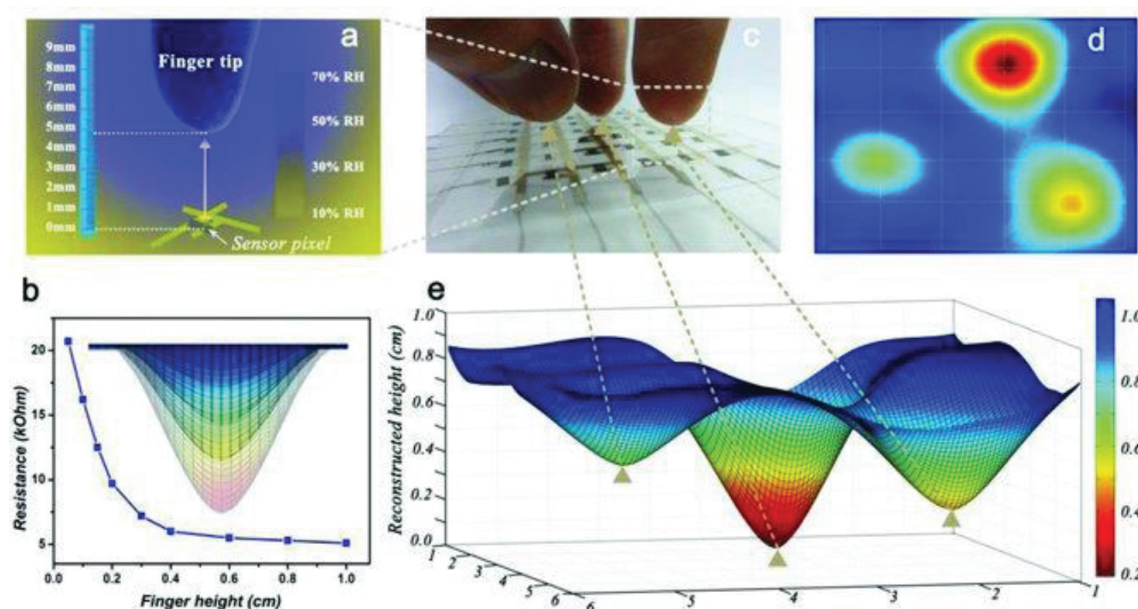 a
9mm
8mm
7mm
6mm
5mm
4mm
3mm
2mm
1mm
0mm
Finger tip
70% RH
50% RH
30% RH
10% RH
Sensor pixel
c
d
b
Resistance (kOhm)
20
15
10
5
0.0 0.2 0.4 0.6 0.8 1.0
Finger height (cm)
e
Reconstructed height (cm)
1.0
0.8
0.6
0.4
0.2
0.0
1 2 3 4 5 6
5 4 3 2 1
1.0
0.8
0.6
0.4
0.2